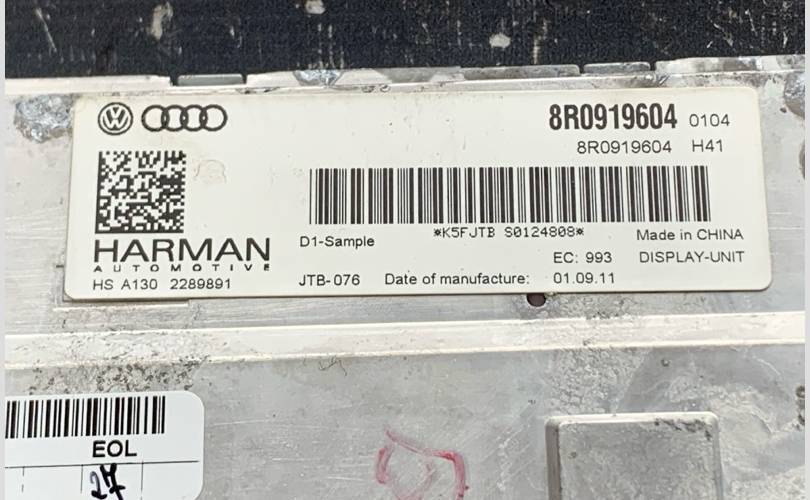 8R0919604 0104
8R0919604 H41
*K5FJTB S0124808*
D1-Sample
Made in CHINA
HARMAN
AUTOMOTIVE
EC: 993 DISPLAY-UNIT
HS A130 2289891 JTB-076 Date of manufacture: 01.09.11
EOL
27